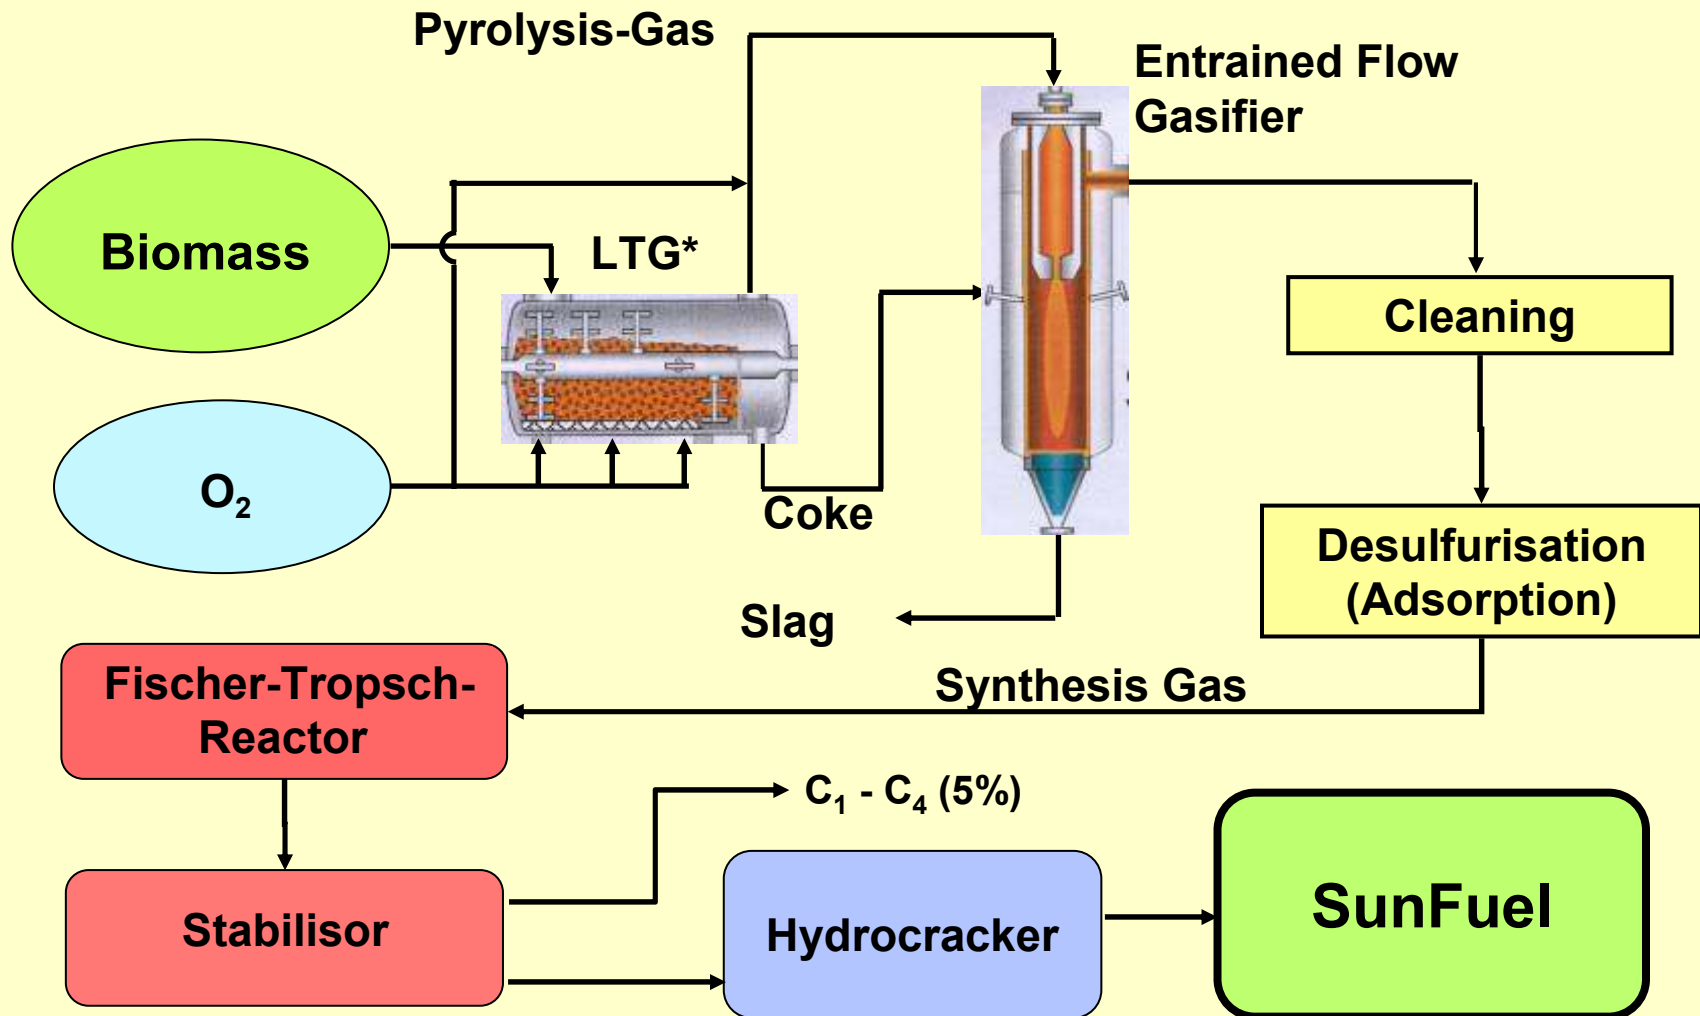 Pyrolysis-Gas
Entrained Flow
Gasifier
Biomass
LTG*
Cleaning
O₂
Coke
Desulfurisation
(Adsorption)
Slag
Fischer-Tropsch-
Reactor
Synthesis Gas
C₁ - C₄ (5%)
Stabilisor
Hydrocracker
SunFuel